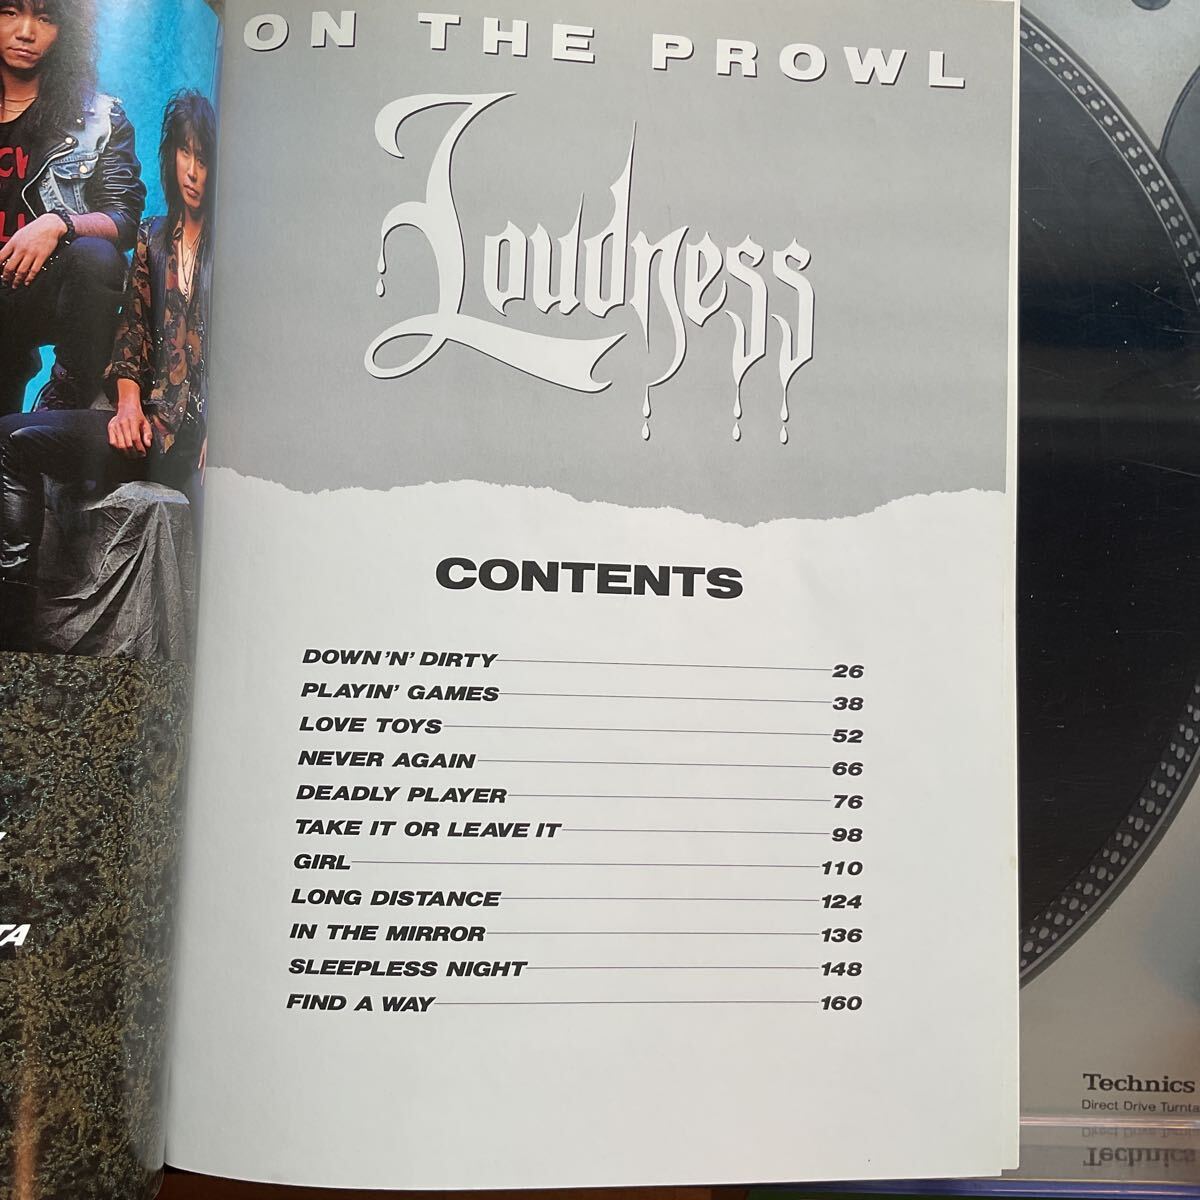 ON THE PROWL
Loudness
CONTENTS
DOWN 'N' DIRTY 26
PLAYIN' GAMES 38
LOVE TOYS 52
NEVER AGAIN 66
DEADLY PLAYER 76
TAKE IT OR LEAVE IT 98
GIRL 110
LONG DISTANCE 124
IN THE MIRROR 136
SLEEPLESS NIGHT 148
FIND A WAY 160
TA
Technics
Direct Drive